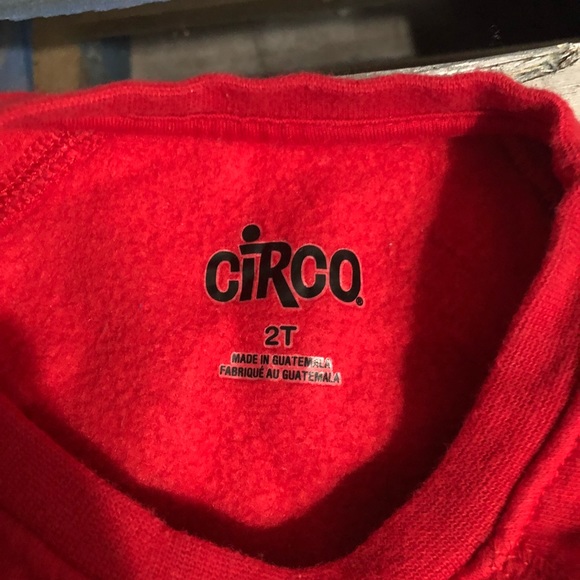 CiRCO®
2T
MADE IN GUATEMALA
FABRIQUÉ AU GUATEMALA